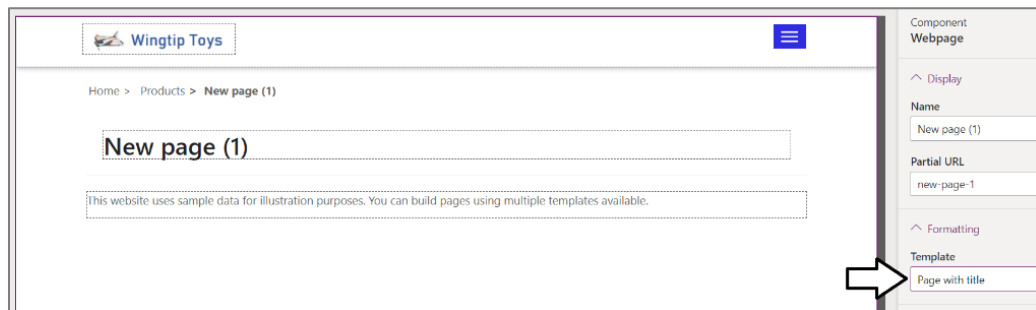 Wingtip Toys
Home > Products > New page (1)
New page (1)
This website uses sample data for illustration purposes. You can build pages using multiple templates available.
Component
Webpage
Display
Name
New page (1)
Partial URL
new-page-1
Formatting
Template
Page with title